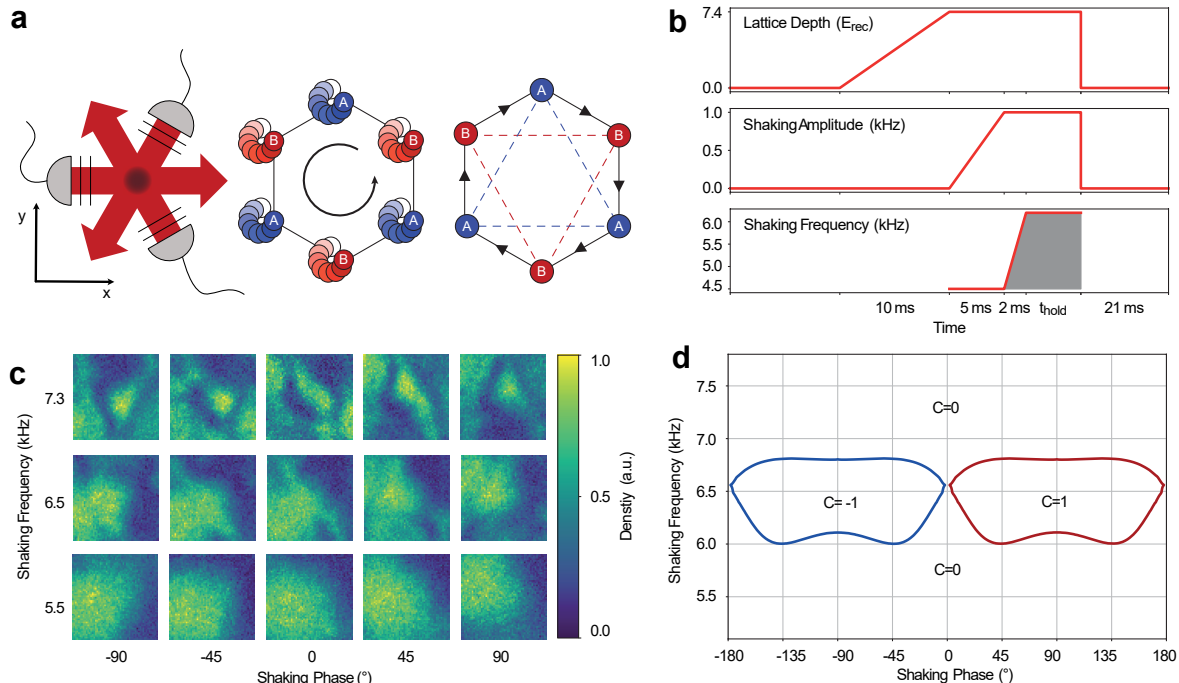 a
y
x
A
B
B
A
A
B
A
B
B
A
A
B
b
7.4
Lattice Depth (Erec)
0.0
1.0
Shaking Amplitude (kHz)
0.5
0.0
6.0
Shaking Frequency (kHz)
5.0
4.5
10 ms
5 ms
2 ms
thold
21 ms
Time
c
Shaking Frequency (kHz)
7.3
6.5
5.5
-90
-45
0
45
90
Shaking Phase (°)
1.0
0.5
0.0
Density (a.u.)
d
Shaking Frequency (kHz)
7.5
7.0
6.5
6.0
5.5
C=0
C= -1
C=1
C=0
-180
-135
-90
-45
0
45
90
135
180
Shaking Phase (°)